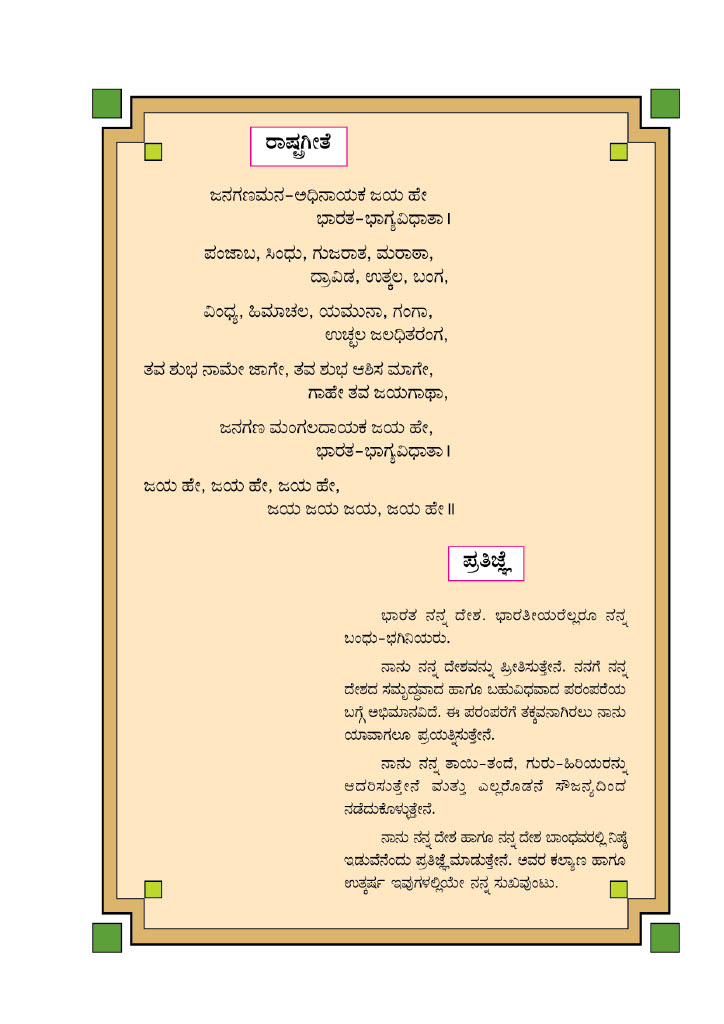 ರಾಷ್ಟ್ರಗೀತೆ
ಜನಗಣಮನ-ಅಧಿನಾಯಕ ಜಯ ಹೇ
ಭಾರತ-ಭಾಗ್ಯವಿಧಾತಾ।
ಪಂಜಾಬ, ಸಿಂಧು, ಗುಜರಾತ, ಮರಾಠಾ,
ದ್ರಾವಿಡ, ಉತ್ಕಲ, ಬಂಗ,
ವಿಂಧ್ಯ, ಹಿಮಾಚಲ, ಯಮುನಾ, ಗಂಗಾ,
ಉಚ್ಛಲ ಜಲಧಿತರಂಗ,
ತವ ಶುಭ ನಾಮೇ ಜಾಗೇ, ತವ ಶುಭ ಆಶಿಸ ಮಾಗೇ,
ಗಾಹೇ ತವ ಜಯಗಾಥಾ,
ಜನಗಣ ಮಂಗಲದಾಯಕ ಜಯ ಹೇ,
ಭಾರತ-ಭಾಗ್ಯವಿಧಾತಾ।
ಜಯ ಹೇ, ಜಯ ಹೇ, ಜಯ ಹೇ,
ಜಯ ಜಯ ಜಯ, ಜಯ ಹೇ॥
ಪ್ರತಿಜ್ಞೆ
ಭಾರತ ನನ್ನ ದೇಶ. ಭಾರತೀಯರೆಲ್ಲರೂ ನನ್ನ
ಬಂಧು-ಭಗಿನಿಯರು.
ನಾನು ನನ್ನ ದೇಶವನ್ನು ಪ್ರೀತಿಸುತ್ತೇನೆ. ನನಗೆ ನನ್ನ
ದೇಶದ ಸಮೃದ್ಧವಾದ ಹಾಗೂ ಬಹುವಿಧವಾದ ಪರಂಪರೆಯ
ಬಗ್ಗೆ ಅಭಿಮಾನವಿದೆ. ಈ ಪರಂಪರೆಗೆ ತಕ್ಕವನಾಗಿರಲು ನಾನು
ಯಾವಾಗಲೂ ಪ್ರಯತ್ನಿಸುತ್ತೇನೆ.
ನಾನು ನನ್ನ ತಾಯಿ-ತಂದೆ, ಗುರು-ಹಿರಿಯರನ್ನು
ಆದರಿಸುತ್ತೇನೆ ಮತ್ತು ಎಲ್ಲರೊಡನೆ ಸೌಜನ್ಯದಿಂದ
ನಡೆದುಕೊಳ್ಳುತ್ತೇನೆ.
ನಾನು ನನ್ನ ದೇಶ ಹಾಗೂ ನನ್ನ ದೇಶ ಬಾಂಧವರಲ್ಲಿ ನಿಷ್ಠೆ
ಇಡುವೆನೆಂದು ಪ್ರತಿಜ್ಞೆ ಮಾಡುತ್ತೇನೆ. ಅವರ ಕಲ್ಯಾಣ ಹಾಗೂ
ಉತ್ಕರ್ಷ ಇವುಗಳಲ್ಲಿಯೇ ನನ್ನ ಸುಖವುಂಟು.